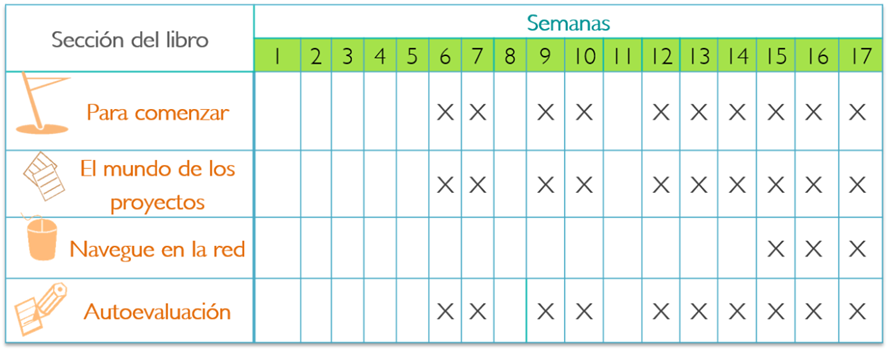 Sección del libro
Semanas
1 2 3 4 5 6 7 8 9 10 11 12 13 14 15 16 17
Para comenzar X X X X X X X X X X
El mundo de los
proyectos X X X X X X X X X X
Navegue en la red X X X
Autoevaluación X X X X X X X X X X